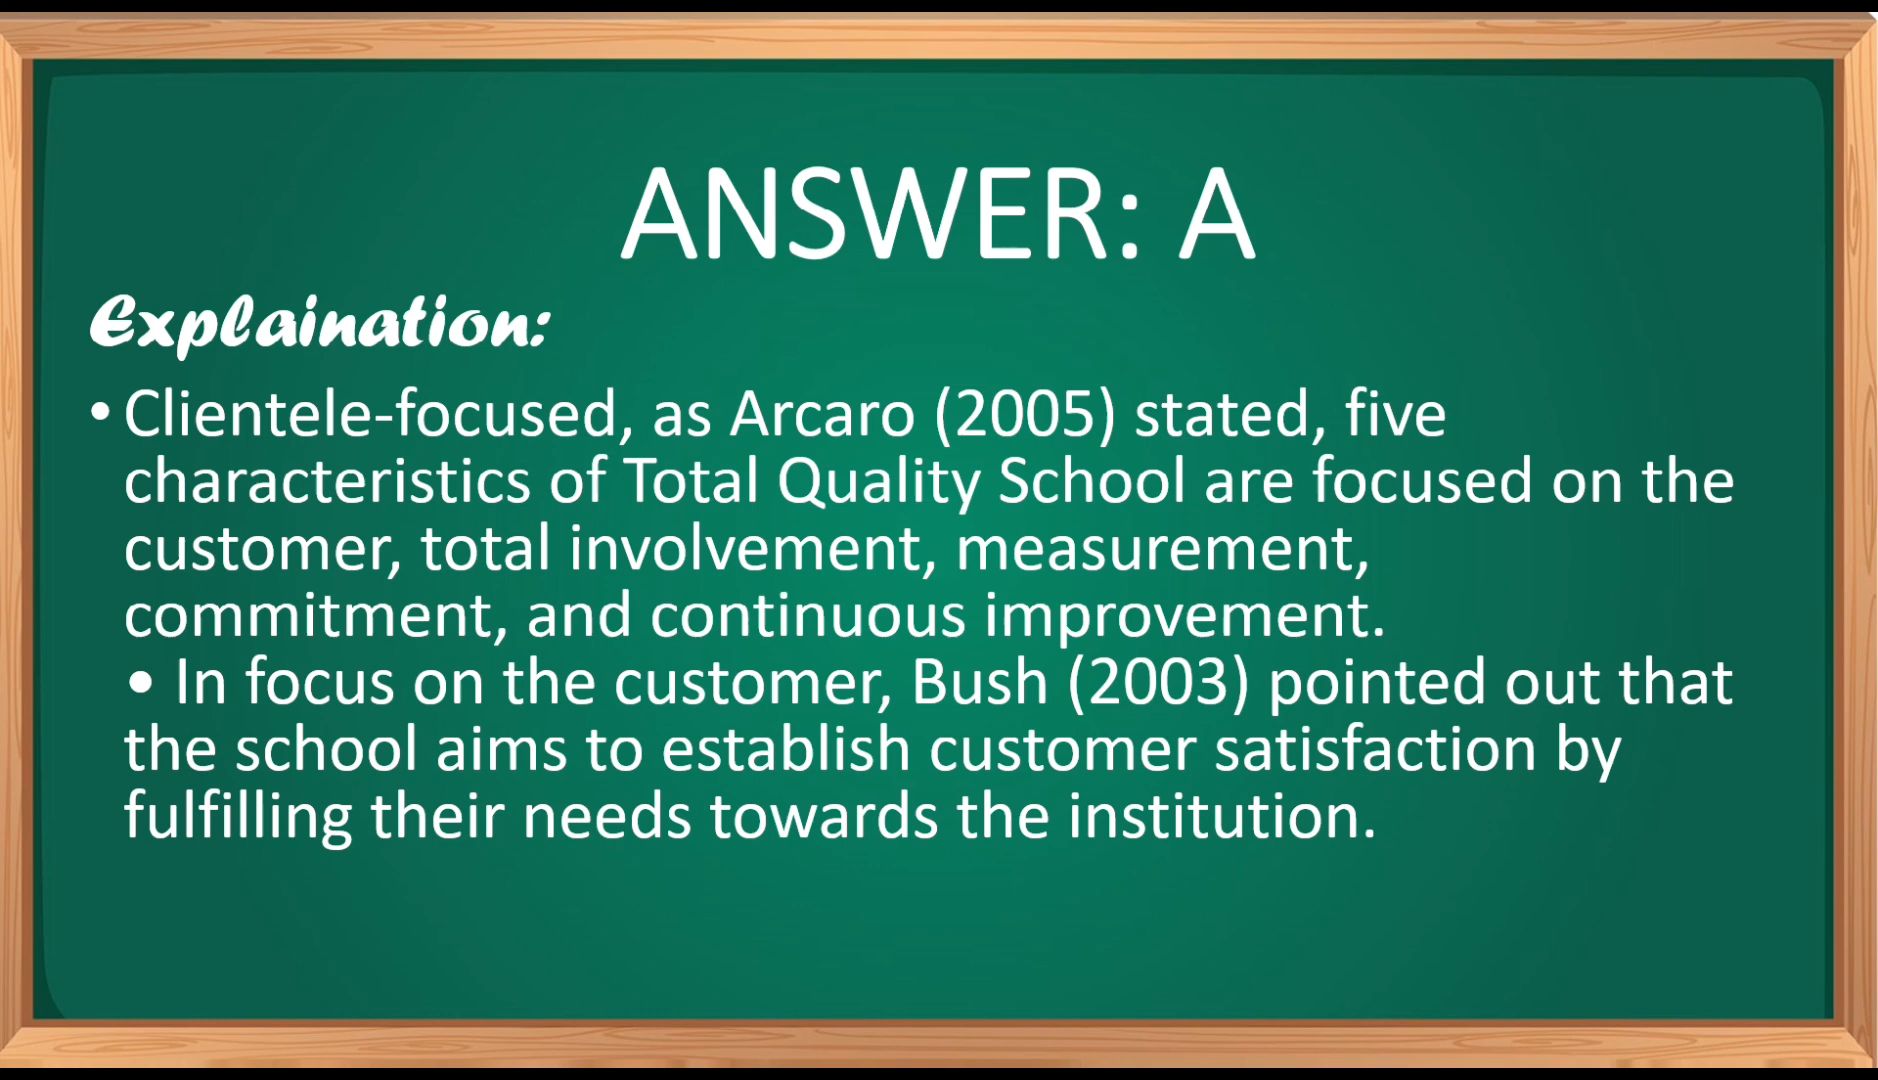 ANSWER: A
Explaination:
• Clientele-focused, as Arcaro (2005) stated, five
characteristics of Total Quality School are focused on the
customer, total involvement, measurement,
commitment, and continuous improvement.
• In focus on the customer, Bush (2003) pointed out that
the school aims to establish customer satisfaction by
fulfilling their needs towards the institution.